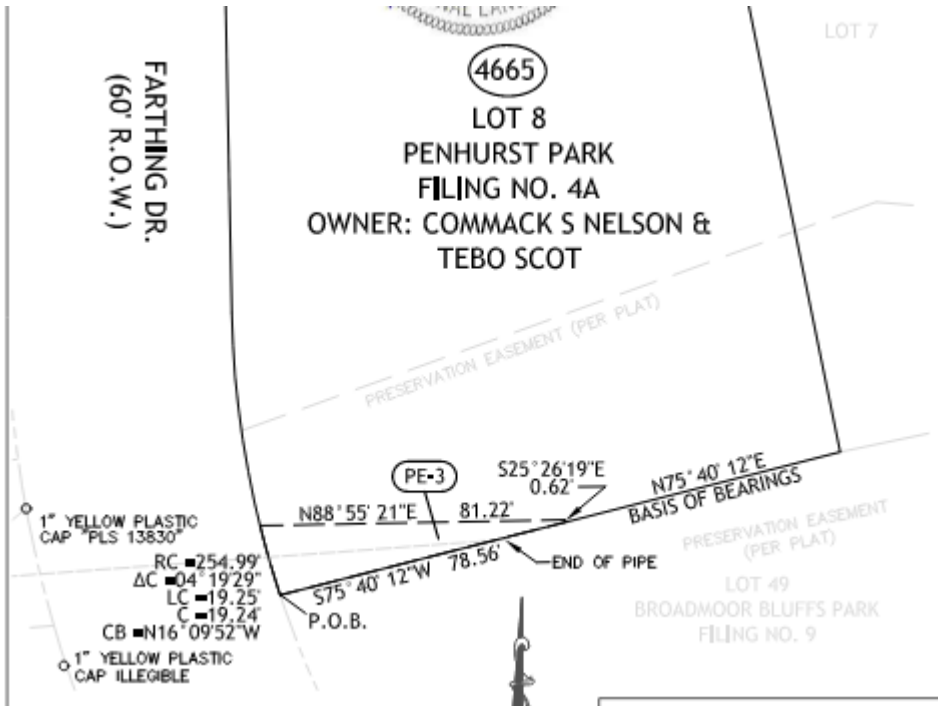 NAL LAN
LOT 7
FARTHING DR.
(60' R.O.W.)
4665
LOT 8
PENHURST PARK
FILING NO. 4A
OWNER: COMMACK S NELSON &
TEBO SCOT
PRESERVATION EASEMENT (PER PLAT)
PE-3
S25°26'19"E
0.62'
N75°40'12"E
BASIS OF BEARINGS
N88°55'21"E 81.22'
1" YELLOW PLASTIC
CAP "PLS 13830"
PRESERVATION EASEMENT
(PER PLAT)
END OF PIPE
S75°40'12"W 78.56'
RC=254.99'
ΔC=04°19'29"
LC=19.25'
C=19.24'
CB=N16°09'52"W
P.O.B.
LOT 49
BROADMOOR BLUFFS PARK
FILING NO. 9
1" YELLOW PLASTIC
CAP ILLEGIBLE